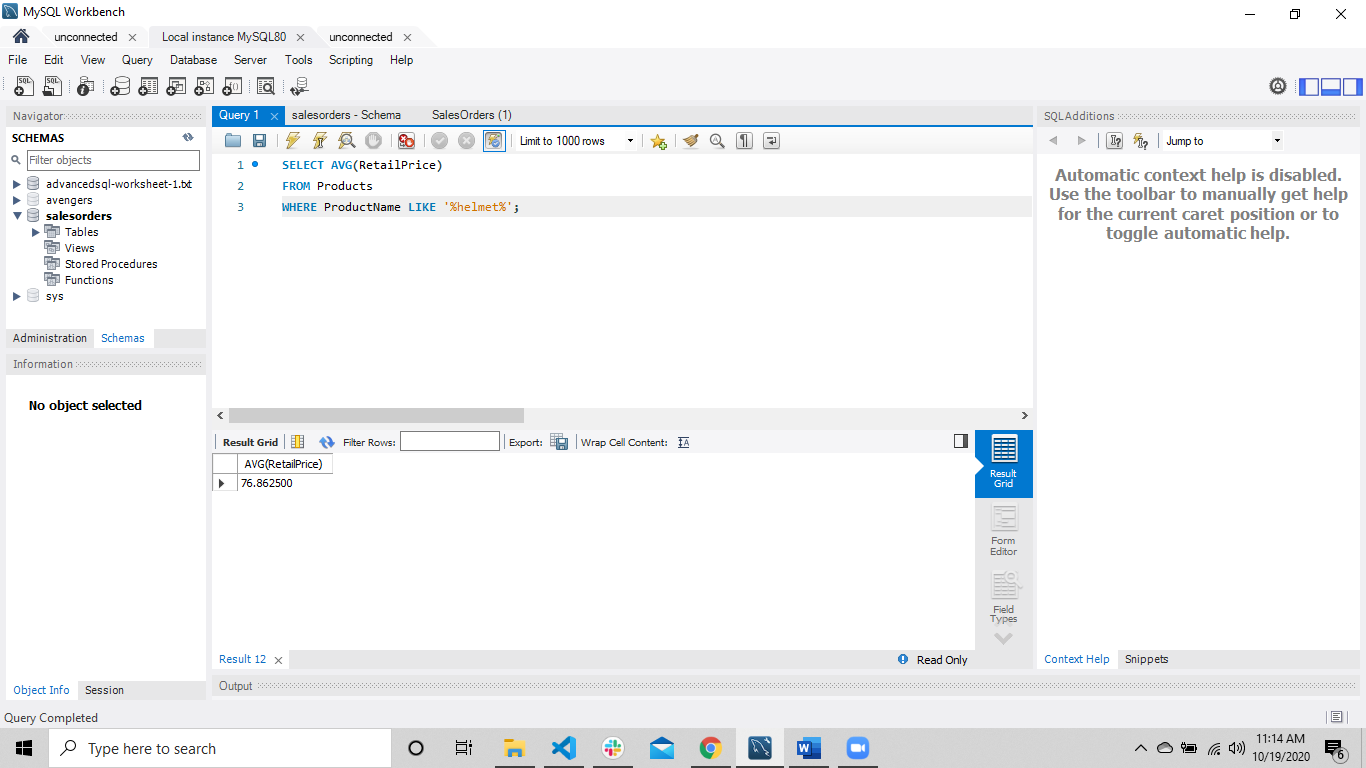 MySQL Workbench
unconnected
Local instance MySQL80
unconnected
File Edit View Query Database Server Tools Scripting Help
Navigator
SCHEMAS
Filter objects
advancedsql-worksheet-1.txt
avengers
salesorders
Tables
Views
Stored Procedures
Functions
sys
Administration Schemas
Information
No object selected
Object Info Session
Query 1 salesorders - Schema SalesOrders (1)
Limit to 1000 rows
1 SELECT AVG(RetailPrice)
2 FROM Products
3 WHERE ProductName LIKE '%helmet%';
Result Grid Filter Rows: Export: Wrap Cell Content:
AVG(RetailPrice)
76.862500
Result
Grid
Form
Editor
Field
Types
Result 12 Read Only
Output
SQLAdditions
Jump to
Automatic context help is disabled.
Use the toolbar to manually get help
for the current caret position or to
toggle automatic help.
Context Help Snippets
Query Completed
Type here to search
11:14 AM
10/19/2020
6